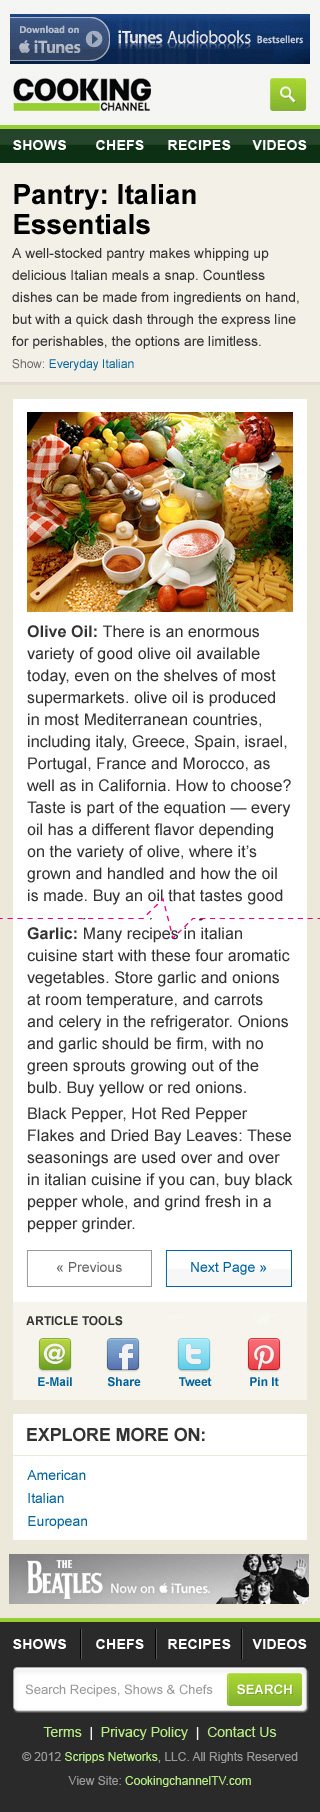 Download on iTunes
iTunes Audiobooks Bestsellers
COOKING
CHANNEL
SHOWS CHEFS RECIPES VIDEOS
Pantry: Italian
Essentials
A well-stocked pantry makes whipping up
delicious Italian meals a snap. Countless
dishes can be made from ingredients on hand,
but with a quick dash through the express line
for perishables, the options are limitless.
Show: Everyday Italian
Olive Oil: There is an enormous
variety of good olive oil available
today, even on the shelves of most
supermarkets. olive oil is produced
in most Mediterranean countries,
including italy, Greece, Spain, israel,
Portugal, France and Morocco, as
well as in California. How to choose?
Taste is part of the equation — every
oil has a different flavor depending
on the variety of olive, where it's
grown and handled and how the oil
is made. Buy an oil that tastes good
Garlic: Many recipes in italian
cuisine start with these four aromatic
vegetables. Store garlic and onions
at room temperature, and carrots
and celery in the refrigerator. Onions
and garlic should be firm, with no
green sprouts growing out of the
bulb. Buy yellow or red onions.
Black Pepper, Hot Red Pepper
Flakes and Dried Bay Leaves: These
seasonings are used over and over
in italian cuisine if you can, buy black
pepper whole, and grind fresh in a
pepper grinder.
« Previous Next Page »
ARTICLE TOOLS
E-Mail Share Tweet Pin It
EXPLORE MORE ON:
American
Italian
European
THE BEATLES Now on iTunes.
SHOWS CHEFS RECIPES VIDEOS
Search Recipes, Shows & Chefs SEARCH
Terms | Privacy Policy | Contact Us
© 2012 Scripps Networks, LLC. All Rights Reserved
View Site: CookingchannelTV.com